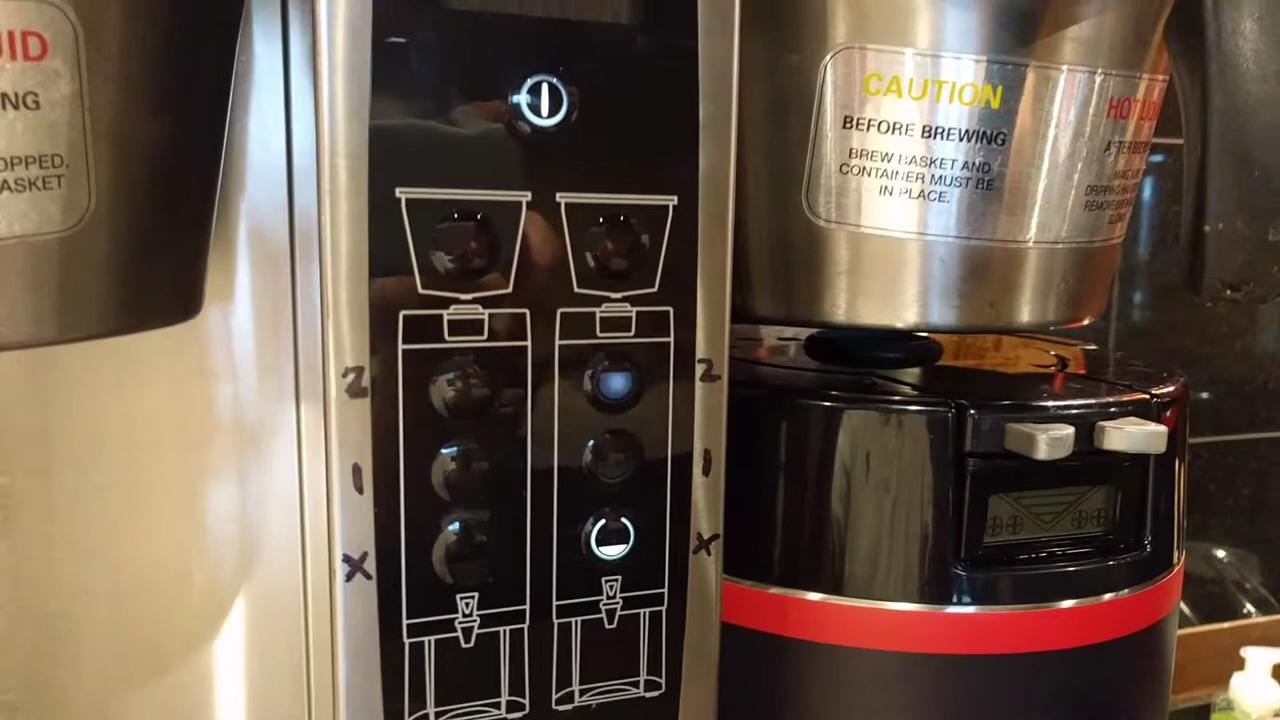 UID
NG
OPPED.
ASKET
CAUTION
BEFORE BREWING
BREW BASKET AND
CONTAINER MUST BE
IN PLACE.
HOT
AFTER
2
1
X
2
1
X